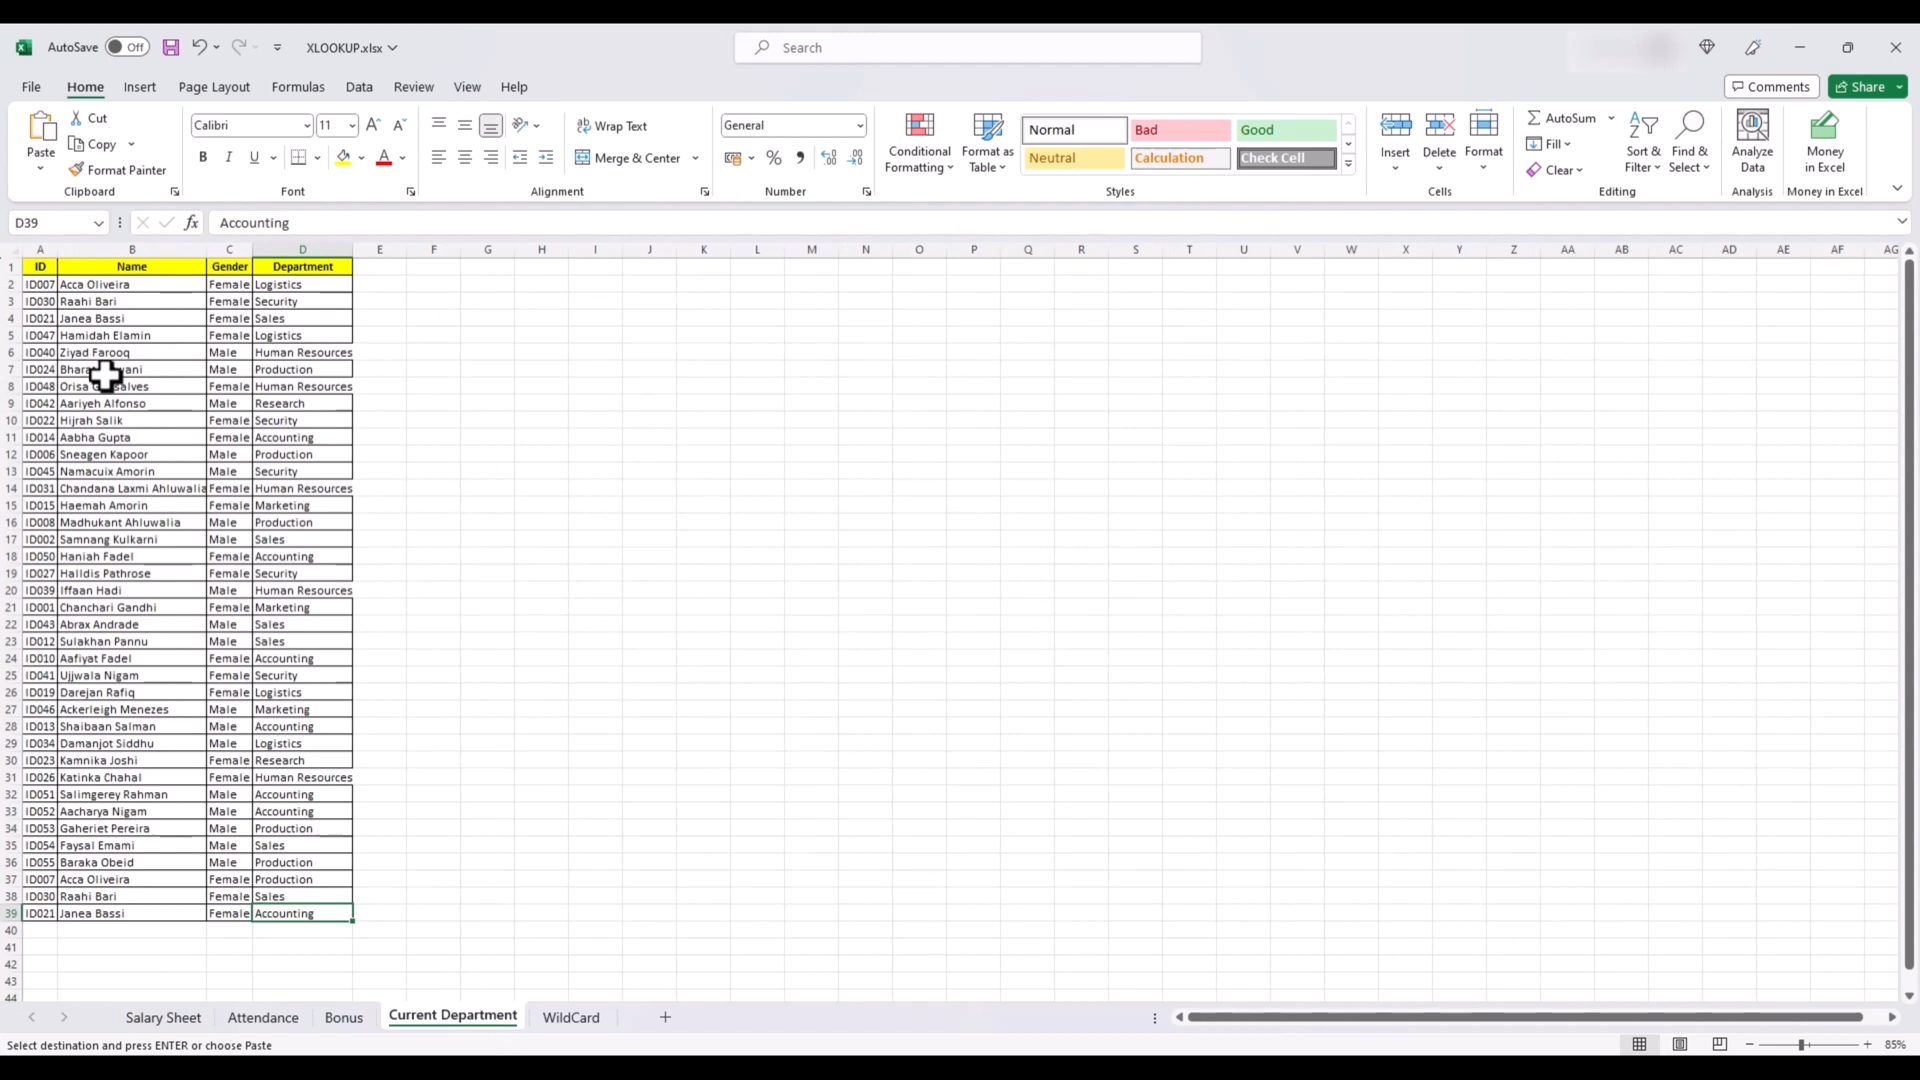 AutoSave Off XLOOKUP.xlsx Search
File Home Insert Page Layout Formulas Data Review View Help Comments Share
Paste Cut Copy Format Painter Clipboard
Calibri 11 B I U A Font
Wrap Text Merge & Center Alignment
General % Number
Conditional Formatting Format as Table Normal Bad Good Neutral Calculation Check Cell Styles
Insert Delete Format Cells
AutoSum Fill Clear Sort & Filter Find & Select Editing
Analyze Data Analysis Money in Excel Money in Excel
D39 fx Accounting
A B C D E F G H I J K L M N O P Q R S T U V W X Y Z AA AB AC AD AE AF AG
1 ID Name Gender Department
2 ID007 Acca Oliveira Female Logistics
3 ID030 Raahi Bari Female Security
4 ID021 Janea Bassi Female Sales
5 ID047 Hamidah Elamin Female Logistics
6 ID040 Ziyad Farooq Male Human Resources
7 ID024 Male Production
8 ID048 Orisa Female Human Resources
9 ID042 Aariyeh Alfonso Male Research
10 ID022 Hijrah Salik Female Security
11 ID014 Aabha Gupta Female Accounting
12 ID006 Sneagen Kapoor Male Production
13 ID045 Namacuix Amorin Male Security
14 ID031 Chandana Laxmi Ahluwalia Female Human Resources
15 ID015 Haemah Amorin Female Marketing
16 ID008 Madhukant Ahluwalia Male Production
17 ID002 Samnang Kulkarni Male Sales
18 ID050 Haniah Fadel Female Accounting
19 ID027 Halldis Pathrose Female Security
20 ID039 Iffaan Hadi Male Human Resources
21 ID001 Chanchari Gandhi Female Marketing
22 ID043 Abrax Andrade Male Sales
23 ID012 Sulakhan Pannu Male Sales
24 ID010 Aafiyat Fadel Female Accounting
25 ID041 Ujjwala Nigam Female Security
26 ID019 Darejan Rafiq Female Logistics
27 ID046 Ackerleigh Menezes Male Marketing
28 ID013 Shaibaan Salman Male Accounting
29 ID034 Damanjot Siddhu Male Logistics
30 ID023 Kamnika Joshi Female Research
31 ID026 Katinka Chahal Female Human Resources
32 ID051 Salimgerey Rahman Male Accounting
33 ID052 Aacharya Nigam Male Accounting
34 ID053 Gaheriet Pereira Male Production
35 ID054 Faysal Emami Male Sales
36 ID055 Baraka Obeid Male Production
37 ID007 Acca Oliveira Female Production
38 ID030 Raahi Bari Female Sales
39 ID021 Janea Bassi Female Accounting
40
41
42
43
44
Salary Sheet Attendance Bonus Current Department WildCard
Select destination and press ENTER or choose Paste 85%